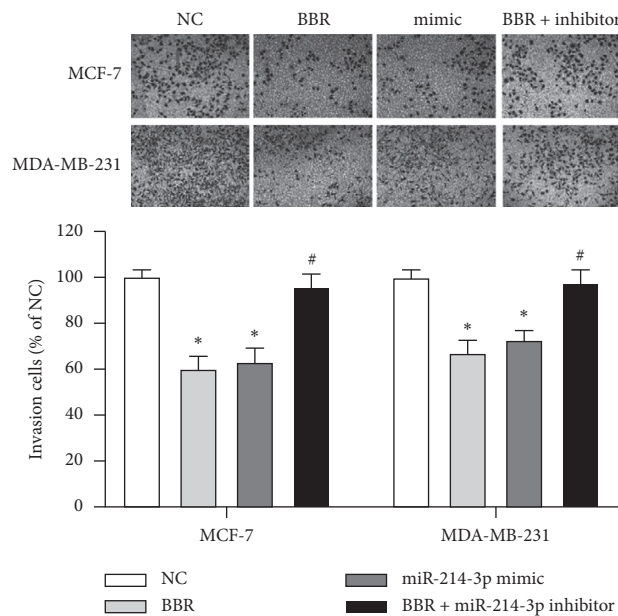 NC BBR mimic BBR + inhibitor
MCF-7
MDA-MB-231
120
100
80
60
40
20
0
Invasion cells (% of NC)
* * #
* * #
MCF-7 MDA-MB-231
NC miR-214-3p mimic
BBR BBR + miR-214-3p inhibitor